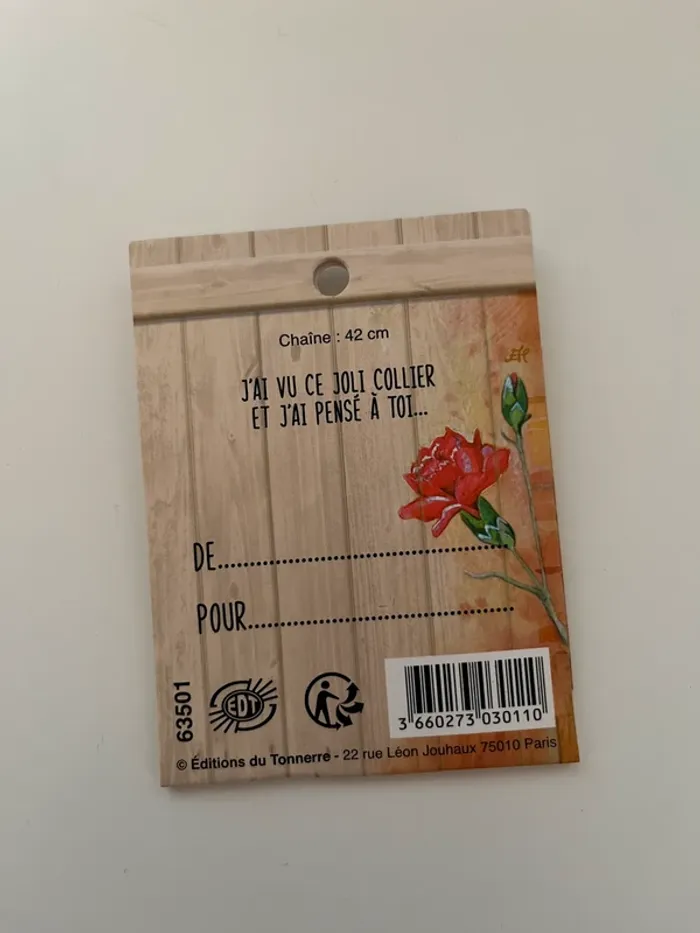 Chaîne : 42 cm
J'AI VU CE JOLI COLLIER
ET J'AI PENSÉ À TOI...
DE..................................................
POUR..............................................
63501
EDT
3 660273 030110
© Éditions du Tonnerre - 22 rue Léon Jouhaux 75010 Paris